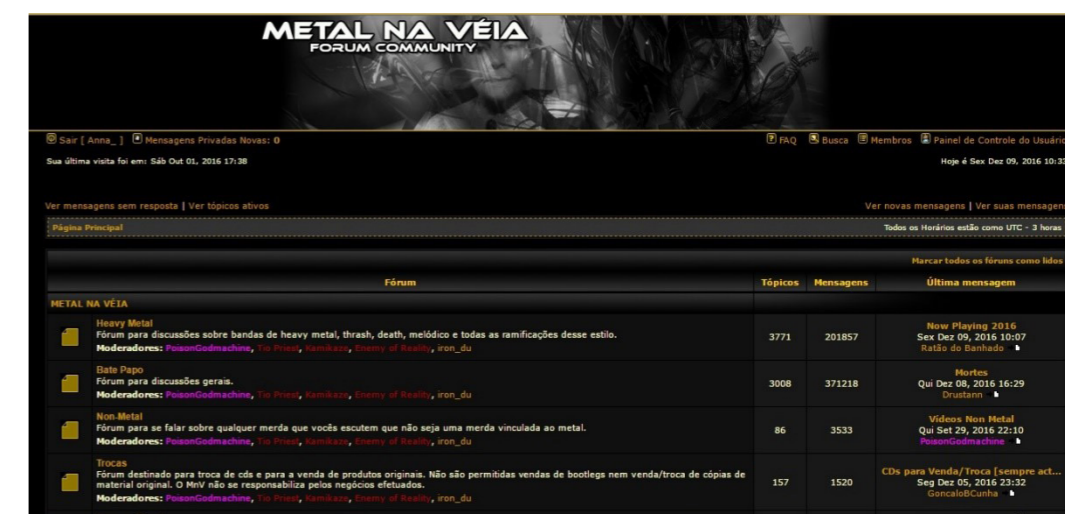 METAL NA VÉIA
FORUM COMMUNITY
Sair [ Anna_ ] Mensagens Privadas Novas: 0
FAQ Busca Membros Painel de Controle do Usuário
Sua última visita foi em: Sáb Out 01, 2016 17:38
Hoje é Sex Dez 09, 2016 10:33
Ver mensagens sem resposta | Ver tópicos ativos
Ver novas mensagens | Ver suas mensagens
Página Principal
Todos os Horários estão como UTC - 3 horas
Marcar todos os fóruns como lidos
Fórum Tópicos Mensagens Última mensagem
METAL NA VÉIA
Heavy Metal
Fórum para discussões sobre bandas de heavy metal, thrash, death, melódico e todas as ramificações desse estilo.
Moderadores: PoisonGodmachine, Tio Priest, Kamikaze, Enemy of Reality, iron_du
3771 201857
Now Playing 2016
Sex Dez 09, 2016 10:07
Ratão do Banhado
Bate Papo
Fórum para discussões gerais.
Moderadores: PoisonGodmachine, Tio Priest, Kamikaze, Enemy of Reality, iron_du
3008 371218
Mortes
Qui Dez 08, 2016 16:29
Drustann
Non-Metal
Fórum para se falar sobre qualquer merda que vocês escutem que não seja uma merda vinculada ao metal.
Moderadores: PoisonGodmachine, Tio Priest, Kamikaze, Enemy of Reality, iron_du
86 3533
Vídeos Non Metal
Qui Set 29, 2016 22:10
PoisonGodmachine
Trocas
Fórum destinado para troca de cds e para a venda de produtos originais. Não são permitidas vendas de bootlegs nem venda/troca de cópias de
material original. O MnV não se responsabiliza pelos negócios efetuados.
Moderadores: PoisonGodmachine, Tio Priest, Kamikaze, Enemy of Reality, iron_du
157 1520
CDs para Venda/Troca [sempre act...
Seg Dez 05, 2016 23:32
GoncaloBCunha